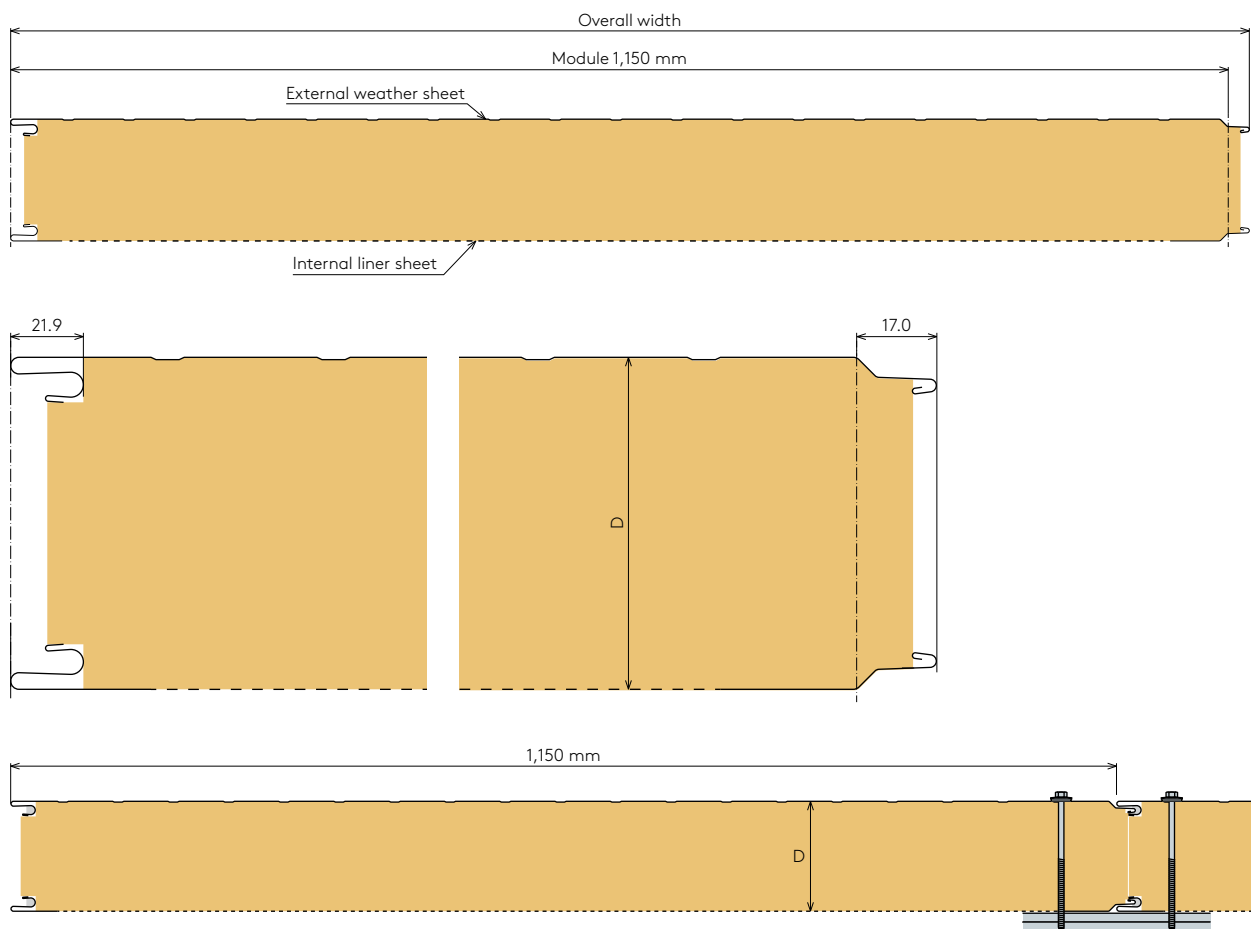 Overall width
Module 1,150 mm
External weather sheet
Internal liner sheet
21.9
17.0
D
1,150 mm
D